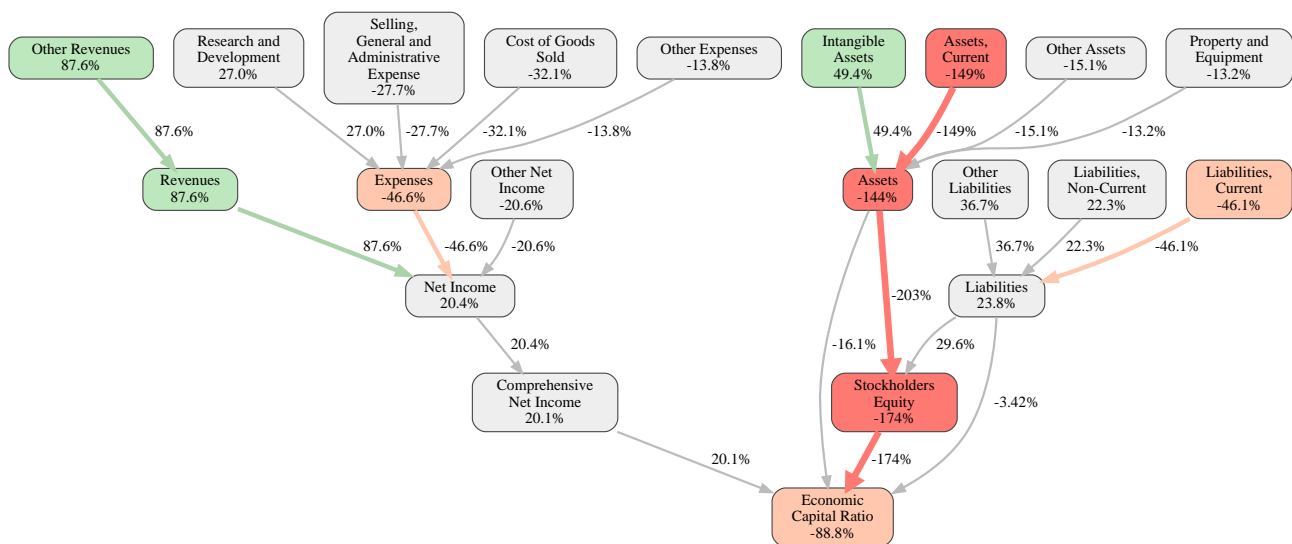 Other Revenues
87.6%
Research and
Development
27.0%
Selling,
General and
Administrative
Expense
-27.7%
Cost of Goods
Sold
-32.1%
Other Expenses
-13.8%
Intangible
Assets
49.4%
Assets,
Current
-149%
Other Assets
-15.1%
Property and
Equipment
-13.2%
87.6%
27.0%
-27.7%
-32.1%
-13.8%
49.4%
-149%
-15.1%
-13.2%
Revenues
87.6%
Expenses
-46.6%
Other Net
Income
-20.6%
Assets
-144%
Other
Liabilities
36.7%
Liabilities,
Non-Current
22.3%
Liabilities,
Current
-46.1%
87.6%
-46.6%
-20.6%
36.7%
22.3%
-46.1%
Net Income
20.4%
-203%
Liabilities
23.8%
20.4%
-16.1%
29.6%
Comprehensive
Net Income
20.1%
Stockholders
Equity
-174%
-3.42%
20.1%
-174%
Economic
Capital Ratio
-88.8%